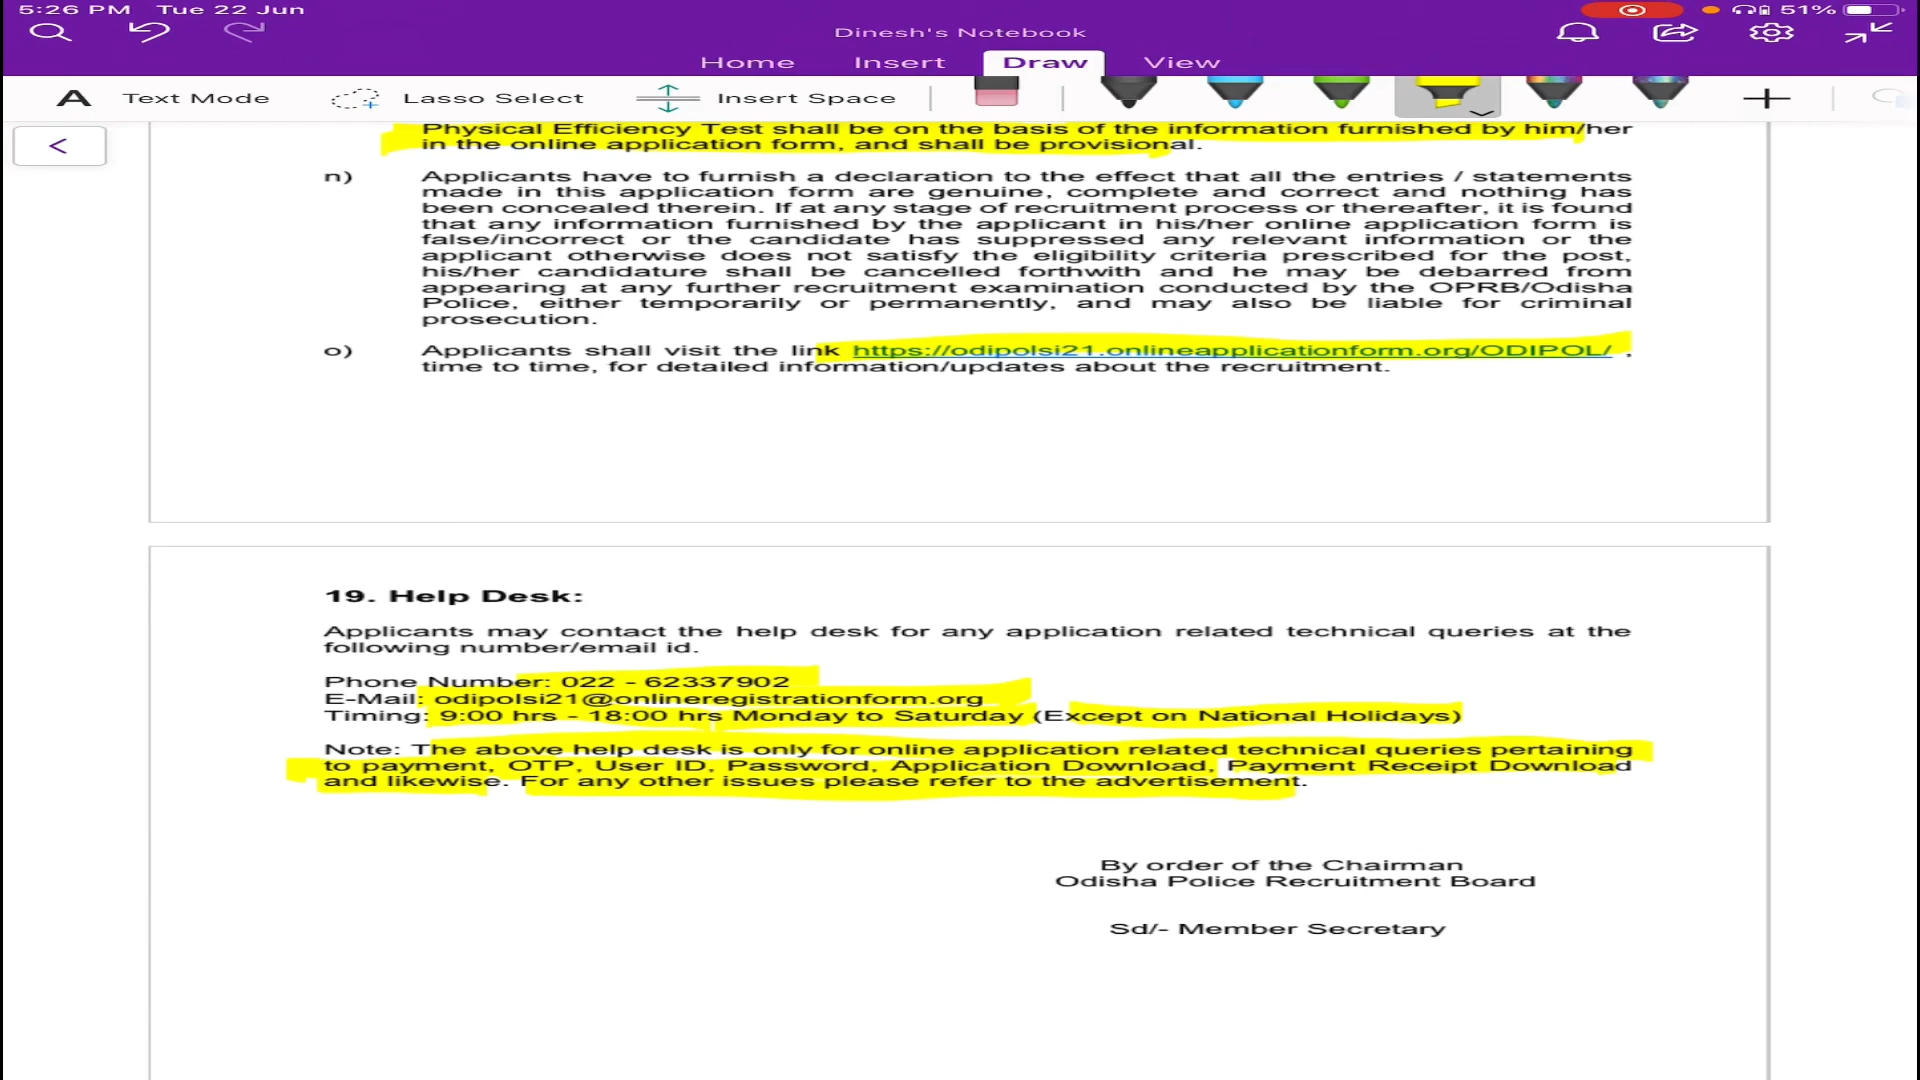 5:26 PM Tue 22 Jun
51%
Dinesh's Notebook
Home Insert Draw View
A Text Mode Lasso Select Insert Space
<
Physical Efficiency Test shall be on the basis of the information furnished by him/her
in the online application form, and shall be provisional.
n) Applicants have to furnish a declaration to the effect that all the entries / statements
made in this application form are genuine, complete and correct and nothing has
been concealed therein. If at any stage of recruitment process or thereafter, it is found
that any information furnished by the applicant in his/her online application form is
false/incorrect or the candidate has suppressed any relevant information or the
applicant otherwise does not satisfy the eligibility criteria prescribed for the post,
his/her candidature shall be cancelled forthwith and he may be debarred from
appearing at any further recruitment examination conducted by the OPRB/Odisha
Police, either temporarily or permanently, and may also be liable for criminal
prosecution.
o) Applicants shall visit the link https://odipolsi21.onlineapplicationform.org/ODIPOL/ ,
time to time, for detailed information/updates about the recruitment.
19. Help Desk:
Applicants may contact the help desk for any application related technical queries at the
following number/email id.
Phone Number: 022 - 62337902
E-Mail: odipolsi21@onlineregistrationform.org
Timing: 9:00 hrs - 18:00 hrs Monday to Saturday (Except on National Holidays)
Note: The above help desk is only for online application related technical queries pertaining
to payment, OTP, User ID, Password, Application Download, Payment Receipt Download
and likewise. For any other issues please refer to the advertisement.
By order of the Chairman
Odisha Police Recruitment Board
Sd/- Member Secretary